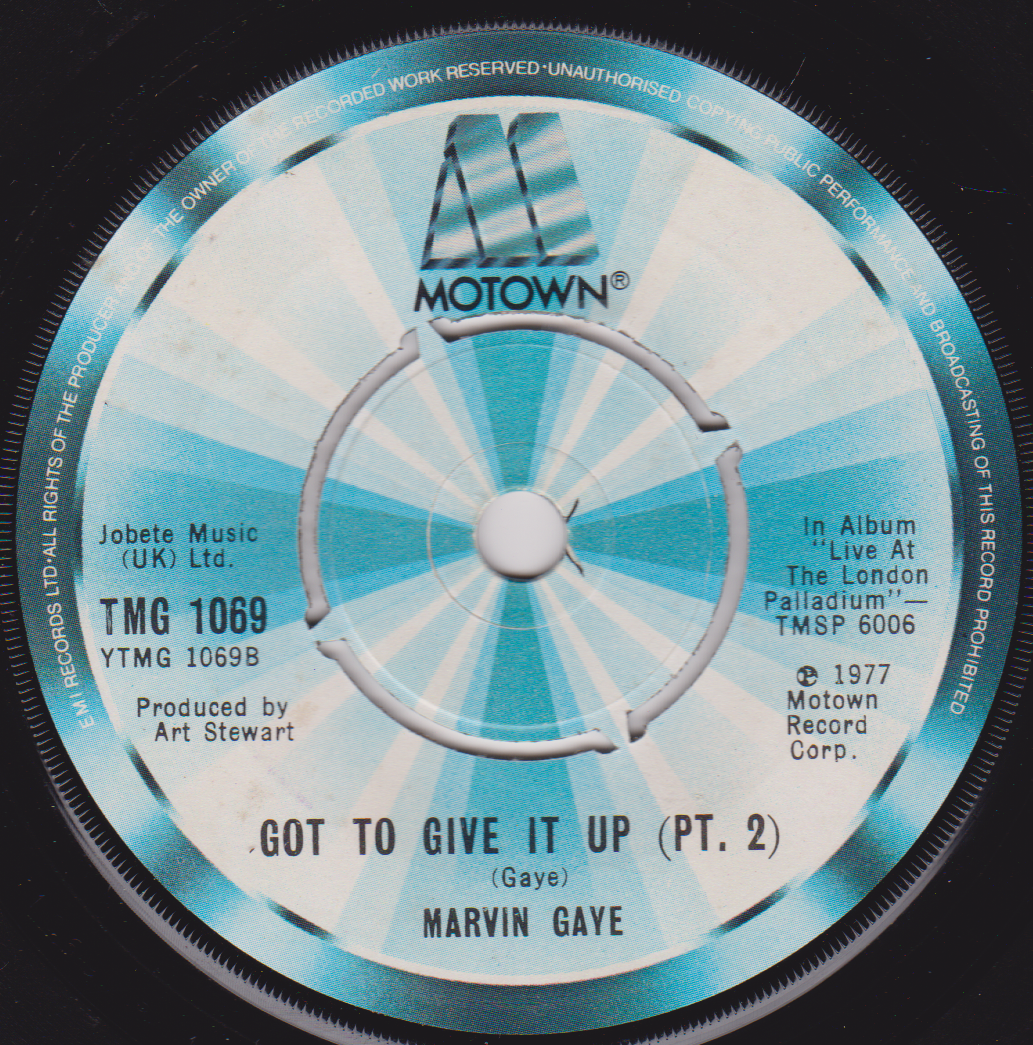 EMI RECORDS LTD·ALL RIGHTS OF THE PRODUCER AND OF THE OWNER OF THE RECORDED WORK RESERVED·UNAUTHORISED COPYING PUBLIC PERFORMANCE AND BROADCASTING OF THIS RECORD PROHIBITED
MOTOWN®
Jobete Music
(UK) Ltd.
TMG 1069
YTMG 1069B
Produced by
Art Stewart
In Album
"Live At
The London
Palladium"—
TMSP 6006
℗ 1977
Motown
Record
Corp.
GOT TO GIVE IT UP (PT. 2)
(Gaye)
MARVIN GAYE